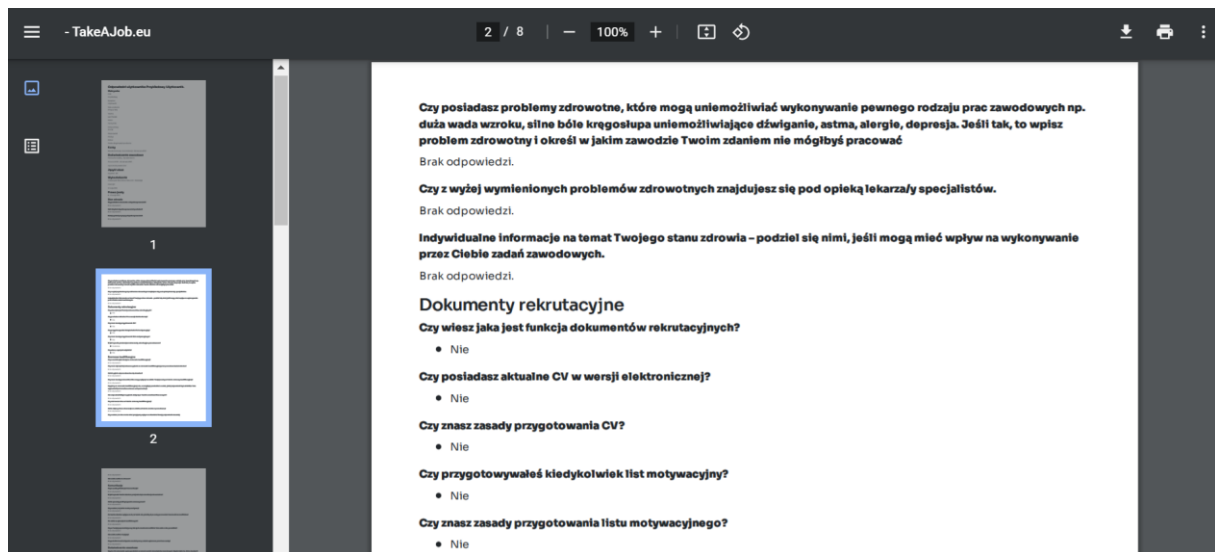 - TakeAJob.eu
2 / 8
100%
1
2
Czy posiadasz problemy zdrowotne, które mogą uniemożliwiać wykonywanie pewnego rodzaju prac zawodowych np.
duża wada wzroku, silne bóle kręgosłupa uniemożliwiające dźwiganie, astma, alergie, depresja. Jeśli tak, to wpisz
problem zdrowotny i określ w jakim zawodzie Twoim zdaniem nie mógłbyś pracować
Brak odpowiedzi.
Czy z wyżej wymienionych problemów zdrowotnych znajdujesz się pod opieką lekarza/y specjalistów.
Brak odpowiedzi.
Indywidualne informacje na temat Twojego stanu zdrowia – podziel się nimi, jeśli mogą mieć wpływ na wykonywanie
przez Ciebie zadań zawodowych.
Brak odpowiedzi.
Dokumenty rekrutacyjne
Czy wiesz jaka jest funkcja dokumentów rekrutacyjnych?
• Nie
Czy posiadasz aktualne CV w wersji elektronicznej?
• Nie
Czy znasz zasady przygotowania CV?
• Nie
Czy przygotowywałeś kiedykolwiek list motywacyjny?
• Nie
Czy znasz zasady przygotowania listu motywacyjnego?
• Nie